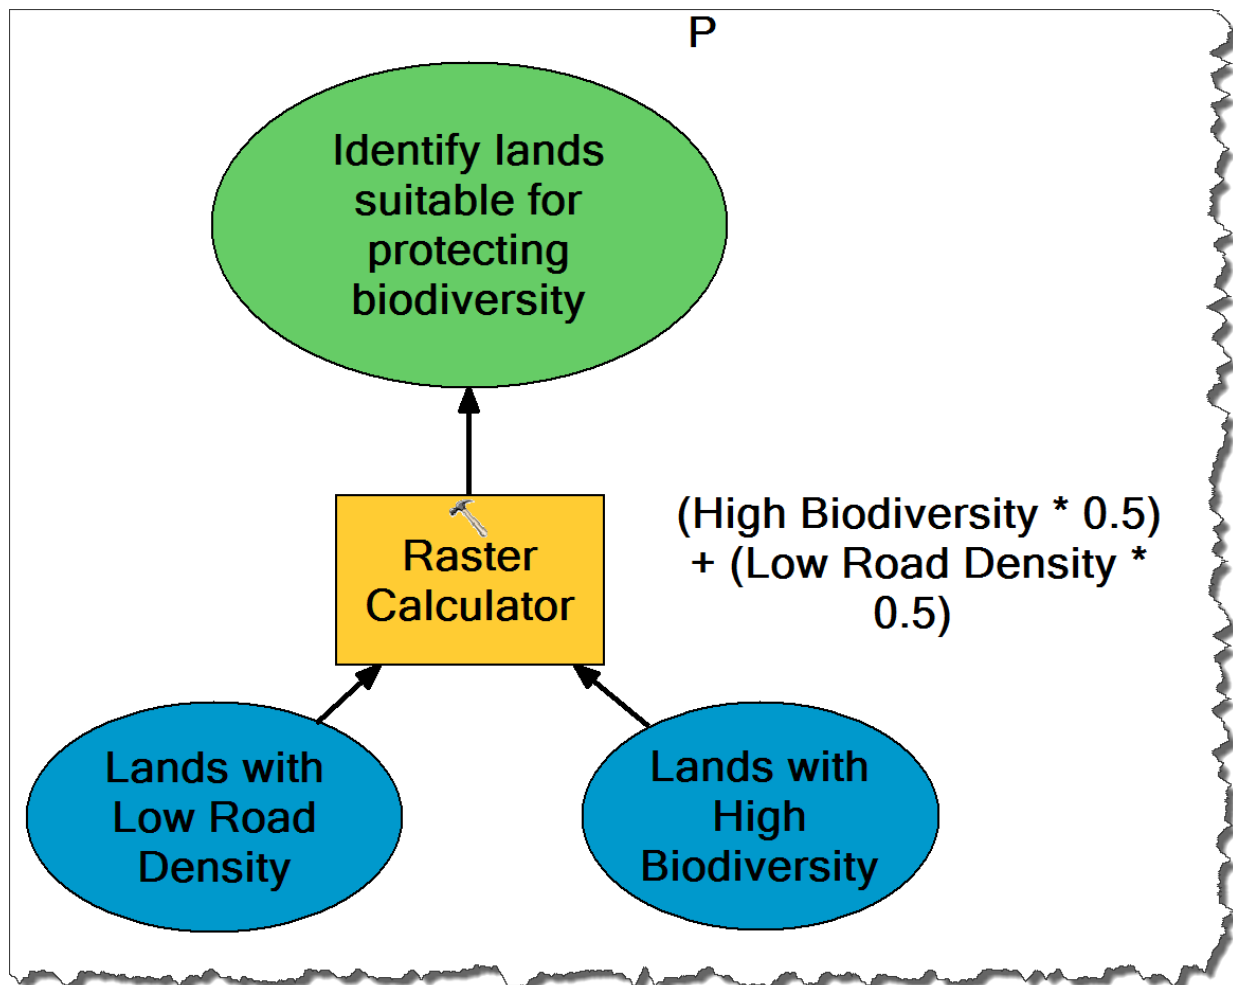 P
Identify lands
suitable for
protecting
biodiversity
Raster
Calculator
(High Biodiversity * 0.5)
+ (Low Road Density *
0.5)
Lands with
Low Road
Density
Lands with
High
Biodiversity